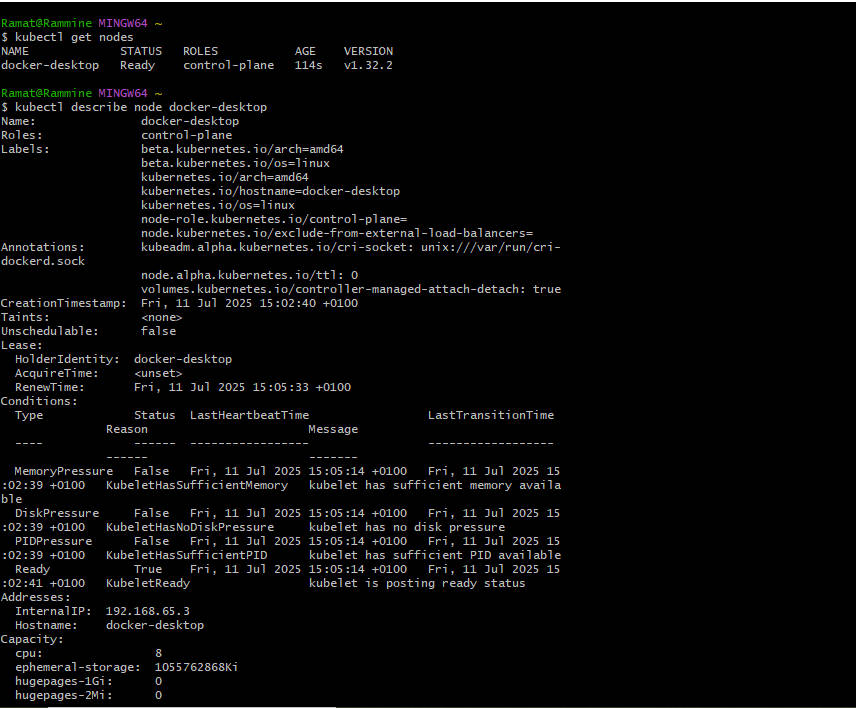 Ramat@Rammine MINGW64 ~
$ kubectl get nodes
NAME             STATUS   ROLES           AGE    VERSION
docker-desktop   Ready    control-plane   114s   v1.32.2

Ramat@Rammine MINGW64 ~
$ kubectl describe node docker-desktop
Name:               docker-desktop
Roles:              control-plane
Labels:             beta.kubernetes.io/arch=amd64
                    beta.kubernetes.io/os=linux
                    kubernetes.io/arch=amd64
                    kubernetes.io/hostname=docker-desktop
                    kubernetes.io/os=linux
                    node-role.kubernetes.io/control-plane=
                    node.kubernetes.io/exclude-from-external-load-balancers=
Annotations:        kubeadm.alpha.kubernetes.io/cri-socket: unix:///var/run/cri-
dockerd.sock
                    node.alpha.kubernetes.io/ttl: 0
                    volumes.kubernetes.io/controller-managed-attach-detach: true
CreationTimestamp:  Fri, 11 Jul 2025 15:02:40 +0100
Taints:             <none>
Unschedulable:      false
Lease:
  HolderIdentity:  docker-desktop
  AcquireTime:     <unset>
  RenewTime:       Fri, 11 Jul 2025 15:05:33 +0100
Conditions:
  Type             Status  LastHeartbeatTime                 LastTransitionTime
               Reason                       Message
  ----             ------  -----------------                 ------------------
               ------                       -------
  MemoryPressure   False   Fri, 11 Jul 2025 15:05:14 +0100   Fri, 11 Jul 2025 15
:02:39 +0100   KubeletHasSufficientMemory   kubelet has sufficient memory availa
ble
  DiskPressure     False   Fri, 11 Jul 2025 15:05:14 +0100   Fri, 11 Jul 2025 15
:02:39 +0100   KubeletHasNoDiskPressure     kubelet has no disk pressure
  PIDPressure      False   Fri, 11 Jul 2025 15:05:14 +0100   Fri, 11 Jul 2025 15
:02:39 +0100   KubeletHasSufficientPID      kubelet has sufficient PID available
  Ready            True    Fri, 11 Jul 2025 15:05:14 +0100   Fri, 11 Jul 2025 15
:02:41 +0100   KubeletReady                 kubelet is posting ready status
Addresses:
  InternalIP:  192.168.65.3
  Hostname:    docker-desktop
Capacity:
  cpu:                8
  ephemeral-storage:  1055762868Ki
  hugepages-1Gi:      0
  hugepages-2Mi:      0